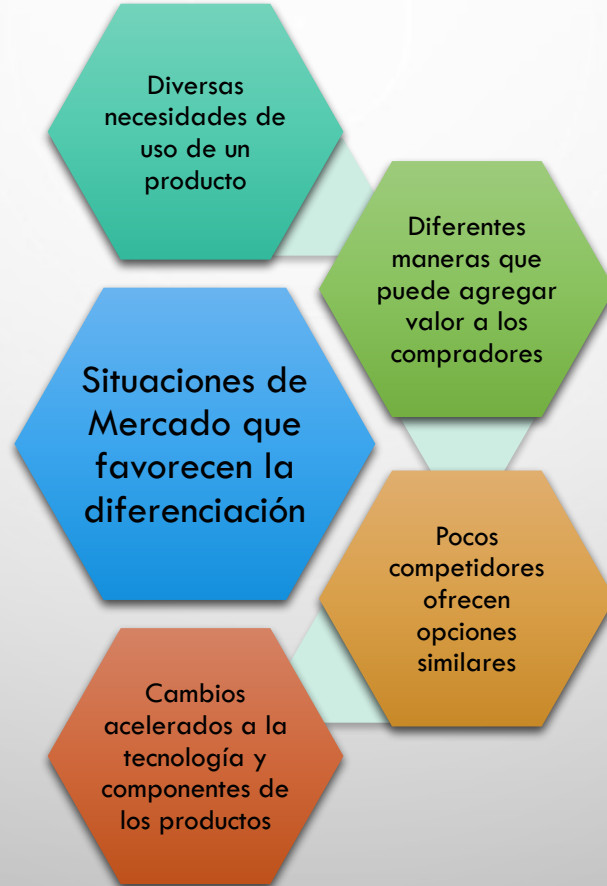 Diversas
necesidades de
uso de un
producto
Diferentes
maneras que
puede agregar
valor a los
compradores
Situaciones de
Mercado que
favorecen la
diferenciación
Pocos
competidores
ofrecen
opciones
similares
Cambios
acelerados a la
tecnología y
componentes de
los productos